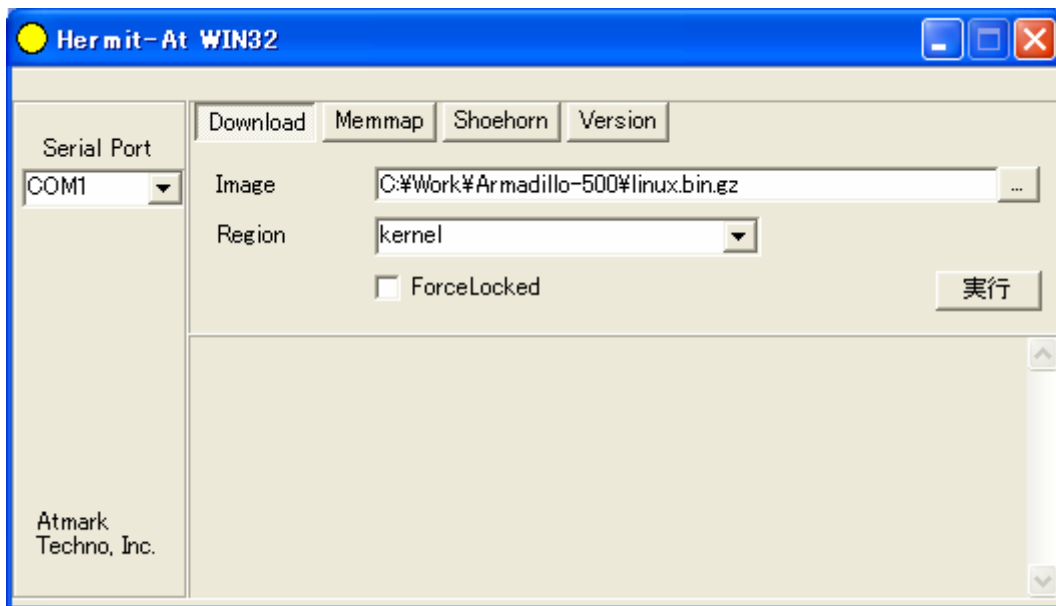 Hermit-At WIN32
Serial Port
COM1
Atmark
Techno, Inc.
Download Memmap Shoehorn Version
Image C:¥Work¥Armadillo-500¥linux.bin.gz ...
Region kernel
ForceLocked 実行